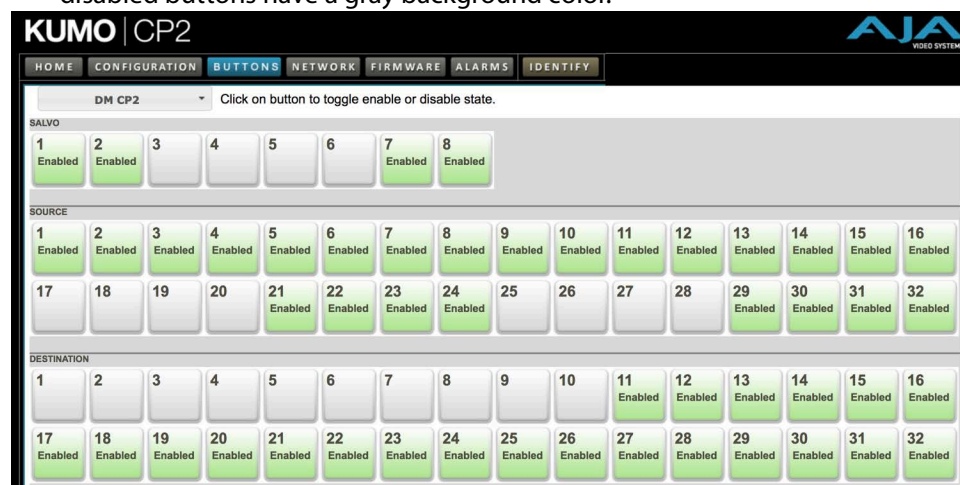 disabled buttons have a gray background color.
KUMO | CP2
AJA
VIDEO SYSTEM
HOME CONFIGURATION BUTTONS NETWORK FIRMWARE ALARMS IDENTIFY
DM CP2 Click on button to toggle enable or disable state.
SALVO
1 2 3 4 5 6 7 8
Enabled Enabled Enabled Enabled
SOURCE
1 2 3 4 5 6 7 8 9 10 11 12 13 14 15 16
Enabled Enabled Enabled Enabled Enabled Enabled Enabled Enabled Enabled Enabled Enabled Enabled Enabled Enabled Enabled Enabled
17 18 19 20 21 22 23 24 25 26 27 28 29 30 31 32
Enabled Enabled Enabled Enabled Enabled Enabled Enabled Enabled
DESTINATION
1 2 3 4 5 6 7 8 9 10 11 12 13 14 15 16
Enabled Enabled Enabled Enabled Enabled Enabled
17 18 19 20 21 22 23 24 25 26 27 28 29 30 31 32
Enabled Enabled Enabled Enabled Enabled Enabled Enabled Enabled Enabled Enabled Enabled Enabled Enabled Enabled Enabled Enabled